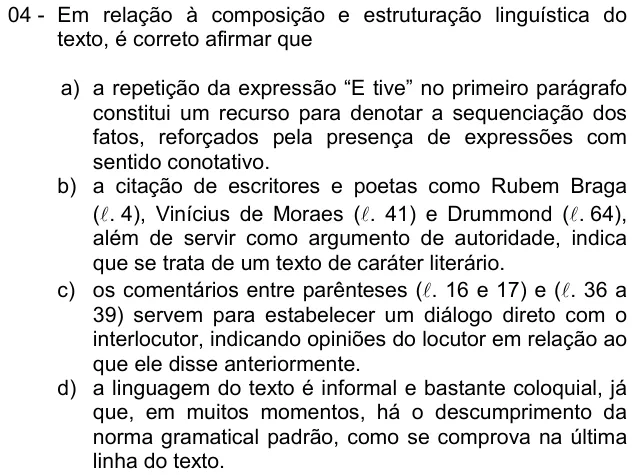 04 - Em relação à composição e estruturação linguística do
texto, é correto afirmar que
a) a repetição da expressão “E tive” no primeiro parágrafo
constitui um recurso para denotar a sequenciação dos
fatos, reforçados pela presença de expressões com
sentido conotativo.
b) a citação de escritores e poetas como Rubem Braga
(ℓ. 4), Vinícius de Moraes (ℓ. 41) e Drummond (ℓ. 64),
além de servir como argumento de autoridade, indica
que se trata de um texto de caráter literário.
c) os comentários entre parênteses (ℓ. 16 e 17) e (ℓ. 36 a
39) servem para estabelecer um diálogo direto com o
interlocutor, indicando opiniões do locutor em relação ao
que ele disse anteriormente.
d) a linguagem do texto é informal e bastante coloquial, já
que, em muitos momentos, há o descumprimento da
norma gramatical padrão, como se comprova na última
linha do texto.